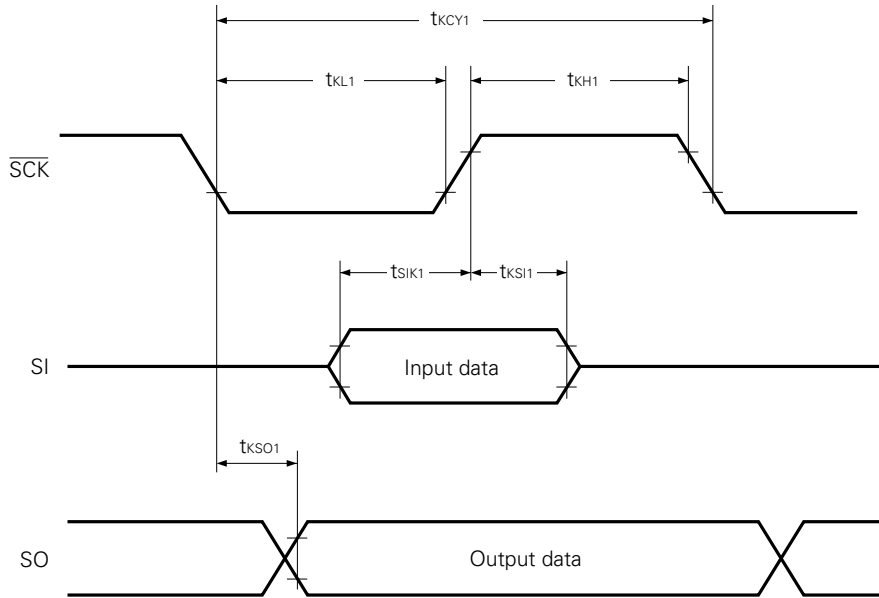 tKCY1
tKL1
tKH1
SCK
tSIK1
tKSI1
SI
Input data
tKSO1
SO
Output data